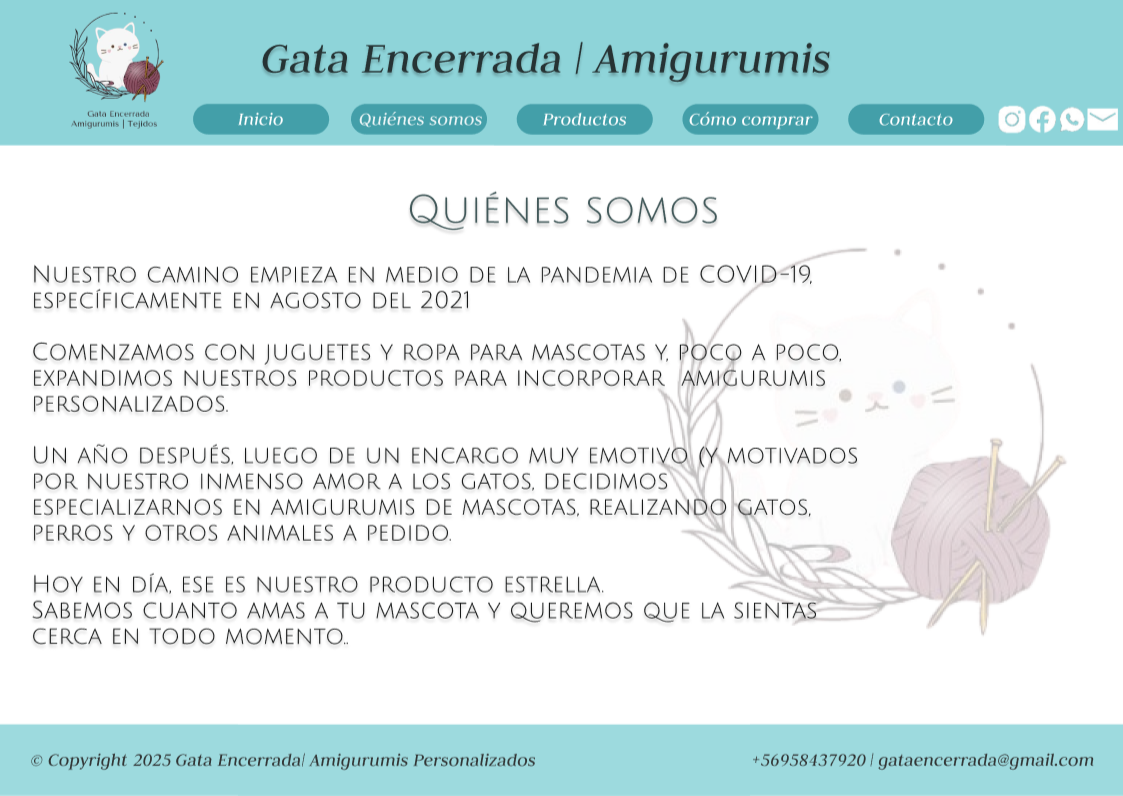 Gata Encerrada | Amigurumis
Gata Encerrada
Amigurumis | Tejidos
Inicio
Quiénes somos
Productos
Cómo comprar
Contacto
Quiénes somos
Nuestro camino empieza en medio de la pandemia de COVID-19,
específicamente en agosto del 2021
Comenzamos con juguetes y ropa para mascotas y, poco a poco,
expandimos nuestros productos para incorporar amigurumis
personalizados.
Un año después, luego de un encargo muy emotivo (y motivados
por nuestro inmenso amor a los gatos, decidimos
especializarnos en amigurumis de mascotas, realizando gatos,
perros y otros animales a pedido.
Hoy en día, ese es nuestro producto estrella.
Sabemos cuanto amas a tu mascota y queremos que la sientas
cerca en todo momento..
© Copyright 2025 Gata Encerrada| Amigurumis Personalizados
+56958437920 | gataencerrada@gmail.com